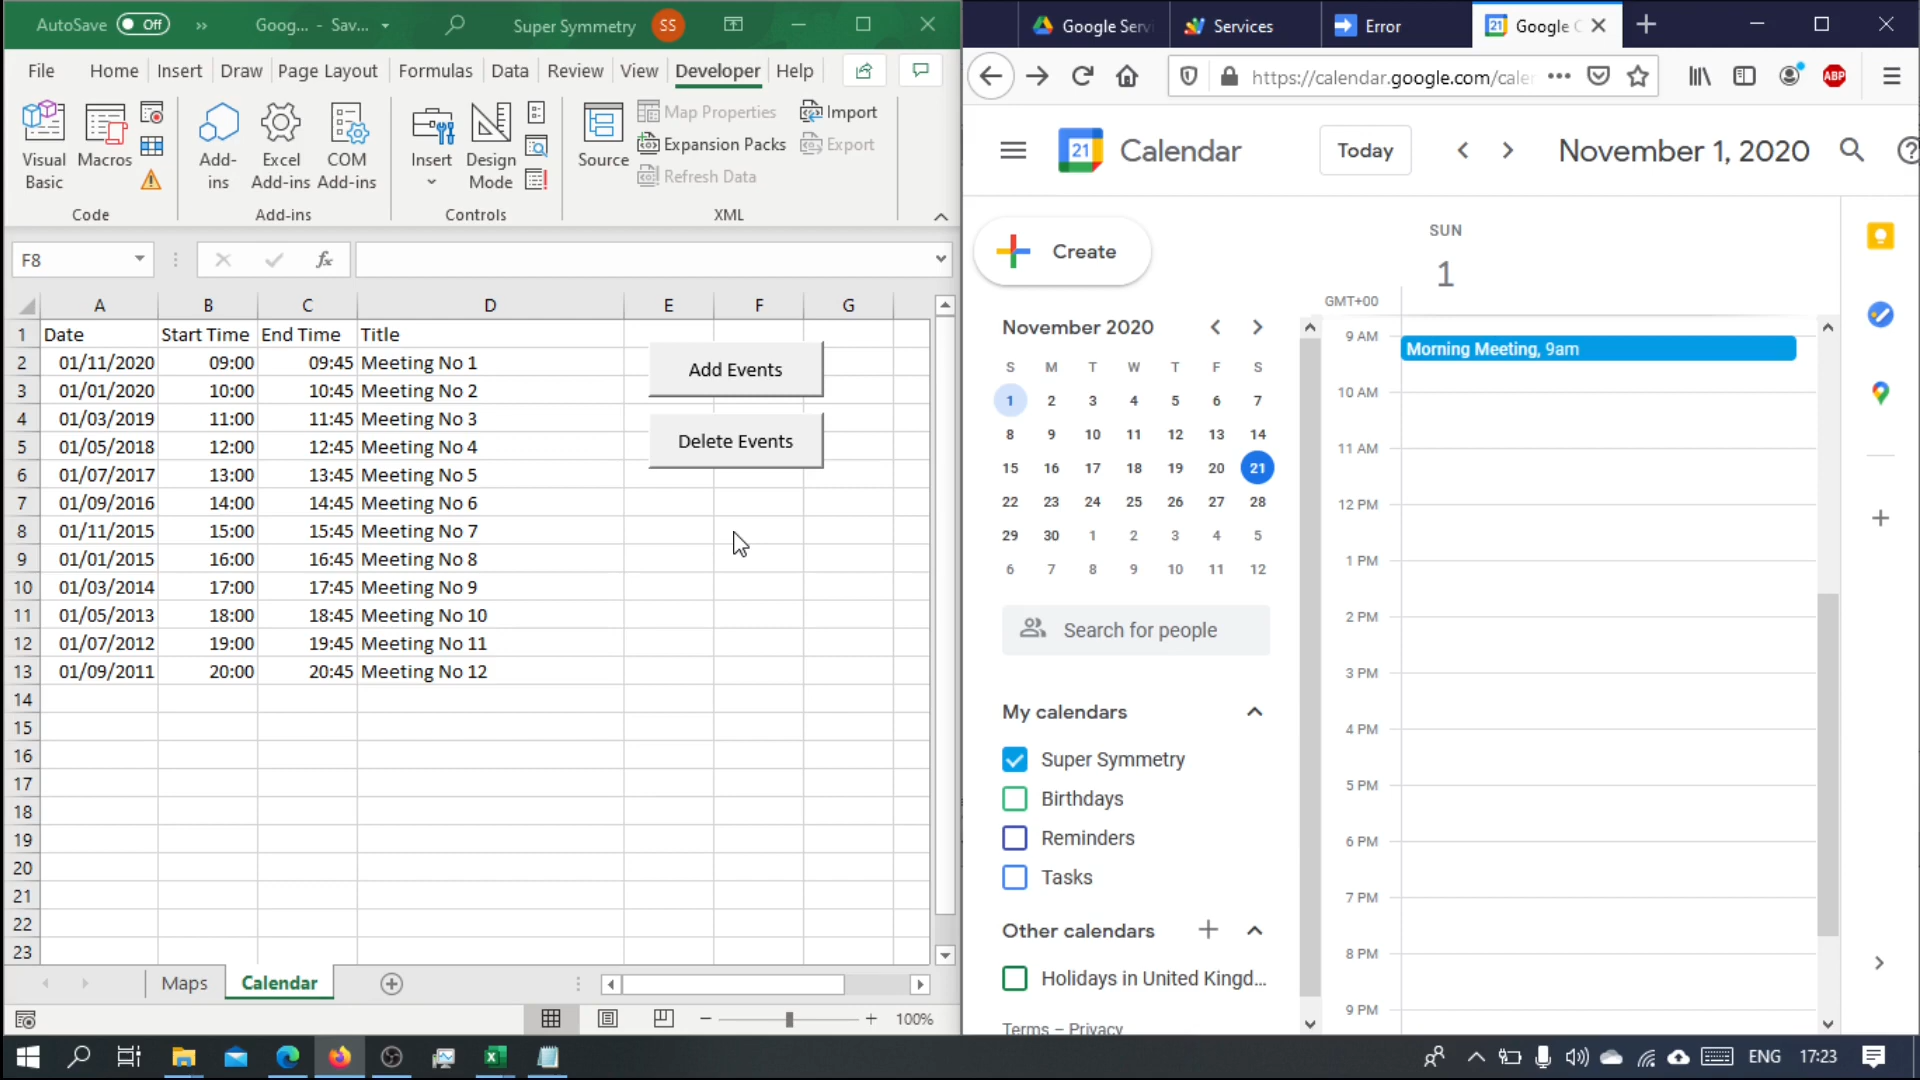 AutoSave Off » Goog... - Sav... Super Symmetry SS
File Home Insert Draw Page Layout Formulas Data Review View Developer Help
Visual Basic
Macros
Code
Add-ins
Excel Add-ins
COM Add-ins
Add-ins
Insert
Design Mode
Controls
Source
Map Properties
Expansion Packs
Refresh Data
Import
Export
XML
F8
fx
A B C D E F G
1 Date Start Time End Time Title
2 01/11/2020 09:00 09:45 Meeting No 1
3 01/01/2020 10:00 10:45 Meeting No 2
4 01/03/2019 11:00 11:45 Meeting No 3
5 01/05/2018 12:00 12:45 Meeting No 4
6 01/07/2017 13:00 13:45 Meeting No 5
7 01/09/2016 14:00 14:45 Meeting No 6
8 01/11/2015 15:00 15:45 Meeting No 7
9 01/01/2015 16:00 16:45 Meeting No 8
10 01/03/2014 17:00 17:45 Meeting No 9
11 01/05/2013 18:00 18:45 Meeting No 10
12 01/07/2012 19:00 19:45 Meeting No 11
13 01/09/2011 20:00 20:45 Meeting No 12
14
15
16
17
18
19
20
21
22
23
Add Events
Delete Events
Maps Calendar
100%
Google Serv Services Error Google C
https://calendar.google.com/caler
ABP
21 Calendar Today November 1, 2020
Create
SUN
1
GMT+00
November 2020
S M T W T F S
1 2 3 4 5 6 7
8 9 10 11 12 13 14
15 16 17 18 19 20 21
22 23 24 25 26 27 28
29 30 1 2 3 4 5
6 7 8 9 10 11 12
Search for people
My calendars
Super Symmetry
Birthdays
Reminders
Tasks
Other calendars
Holidays in United Kingd...
Terms – Privacy
9 AM
Morning Meeting, 9am
10 AM
11 AM
12 PM
1 PM
2 PM
3 PM
4 PM
5 PM
6 PM
7 PM
8 PM
9 PM
ENG 17:23